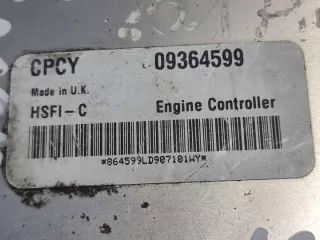 CPCY 09364599
Made in U.K.
HSFI-C Engine Controller
*864599LD907101WY*